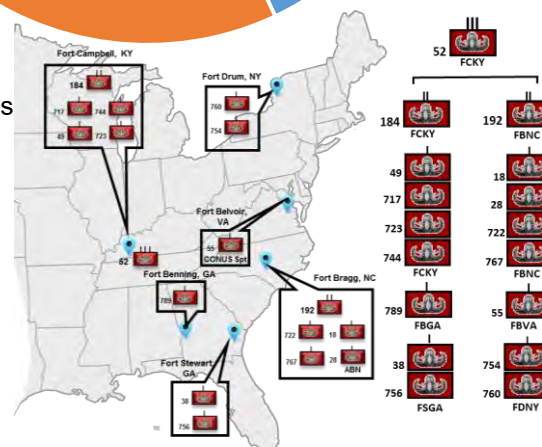 s
Fort Campbell, KY
184
717 744
49 723
Fort Drum, NY
760
754
Fort Belvoir,
VA
55
CONUS Spt
52
Fort Benning, GA
789
Fort Bragg, NC
192
722 18
767 28
ABN
Fort Stewart,
GA
38
756
III
52
FCKY
II II
184 192
FCKY FBNC
49
717
723
744
FCKY
18
28
722
767
FBNC
789
FBGA
55
FBVA
38
756
FSGA
754
760
FDNY